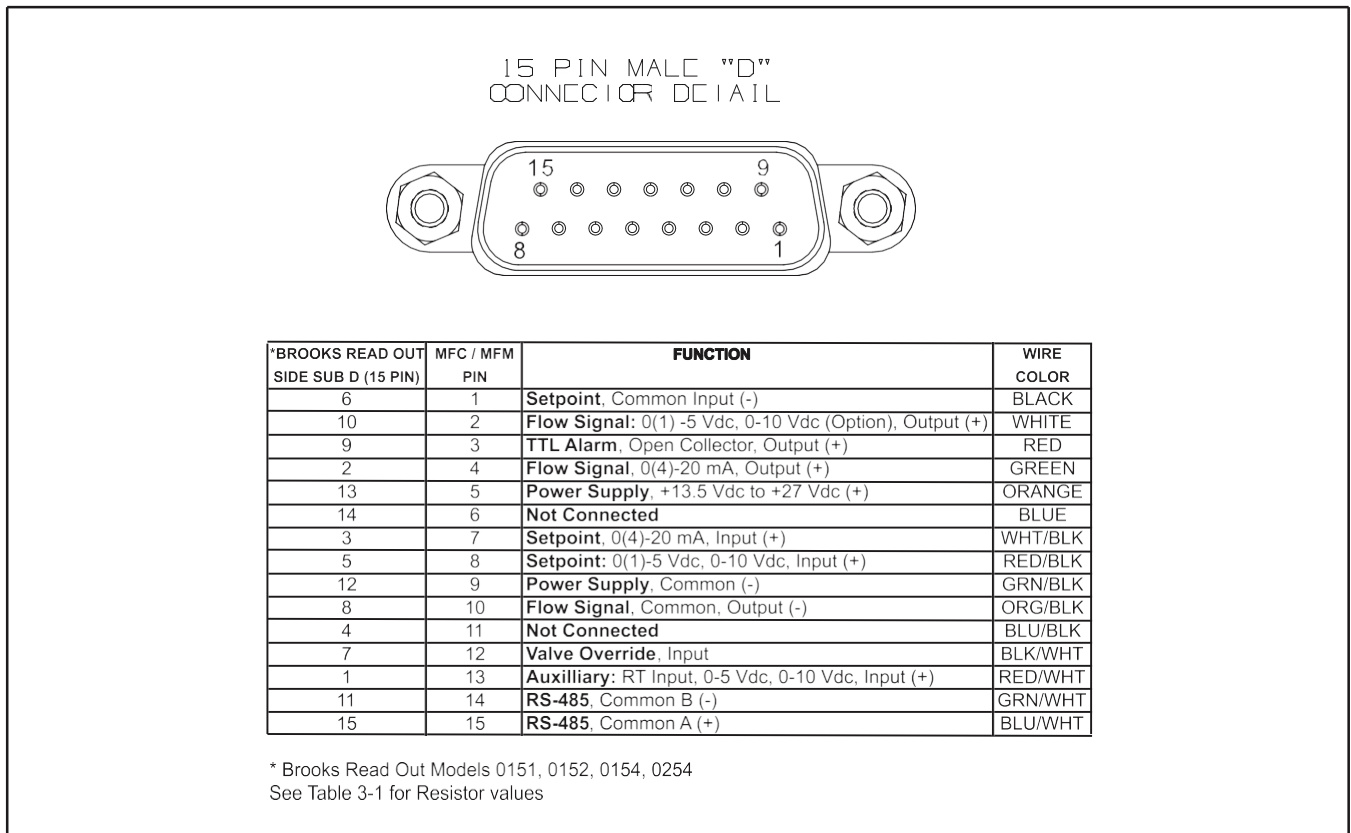 15 PIN MALE "D"
CONNECTOR DETAIL
15 9
8 1
*BROOKS READ OUT SIDE SUB D (15 PIN) MFC / MFM PIN FUNCTION WIRE COLOR
6 1 Setpoint, Common Input (-) BLACK
10 2 Flow Signal: 0(1) -5 Vdc, 0-10 Vdc (Option), Output (+) WHITE
9 3 TTL Alarm, Open Collector, Output (+) RED
2 4 Flow Signal, 0(4)-20 mA, Output (+) GREEN
13 5 Power Supply, +13.5 Vdc to +27 Vdc (+) ORANGE
14 6 Not Connected BLUE
3 7 Setpoint, 0(4)-20 mA, Input (+) WHT/BLK
5 8 Setpoint: 0(1)-5 Vdc, 0-10 Vdc, Input (+) RED/BLK
12 9 Power Supply, Common (-) GRN/BLK
8 10 Flow Signal, Common, Output (-) ORG/BLK
4 11 Not Connected BLU/BLK
7 12 Valve Override, Input BLK/WHT
1 13 Auxilliary: RT Input, 0-5 Vdc, 0-10 Vdc, Input (+) RED/WHT
11 14 RS-485, Common B (-) GRN/WHT
15 15 RS-485, Common A (+) BLU/WHT
* Brooks Read Out Models 0151, 0152, 0154, 0254
See Table 3-1 for Resistor values